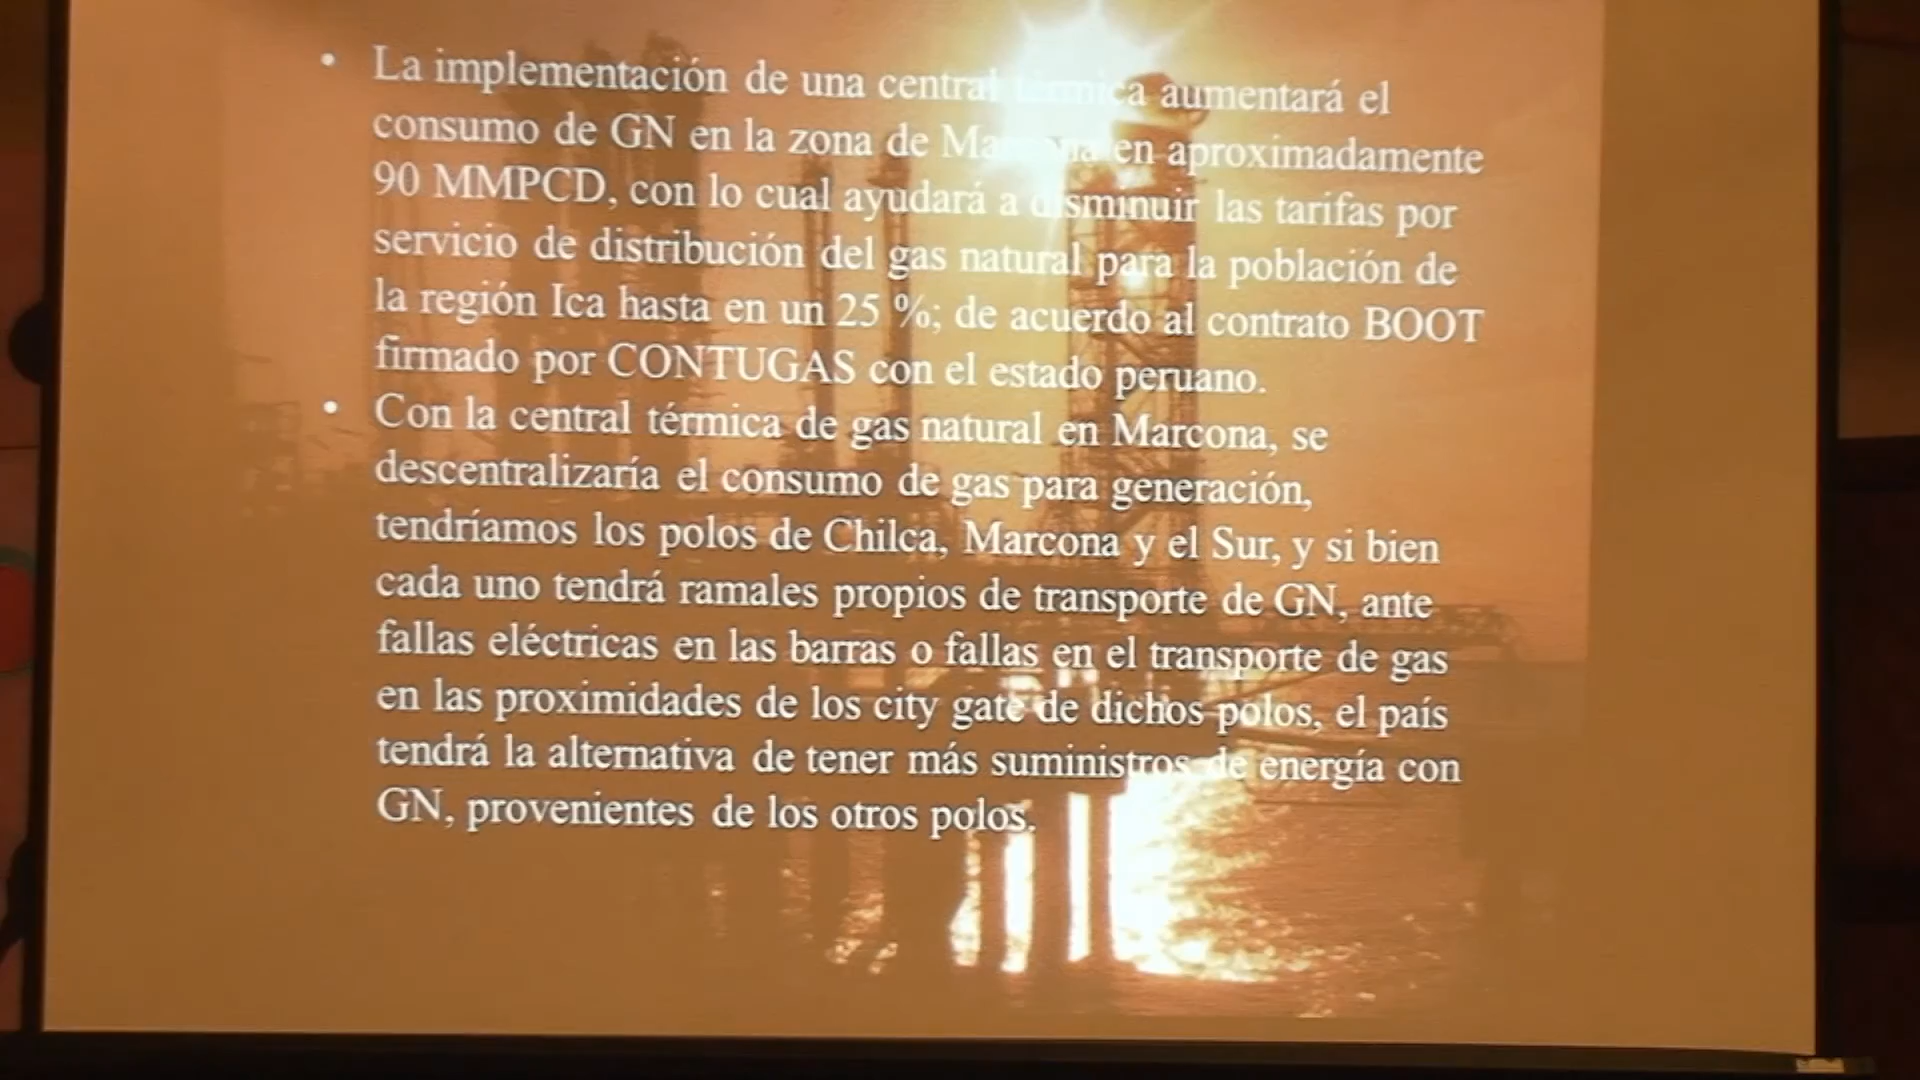 • La implementación de una central térmica aumentará el
consumo de GN en la zona de Marcona en aproximadamente
90 MMPCD, con lo cual ayudará a disminuir las tarifas por
servicio de distribución del gas natural para la población de
la región Ica hasta en un 25 %; de acuerdo al contrato BOOT
firmado por CONTUGAS con el estado peruano.
• Con la central térmica de gas natural en Marcona, se
descentralizaría el consumo de gas para generación,
tendríamos los polos de Chilca, Marcona y el Sur, y si bien
cada uno tendrá ramales propios de transporte de GN, ante
fallas eléctricas en las barras o fallas en el transporte de gas
en las proximidades de los city gate de dichos polos, el país
tendrá la alternativa de tener más suministros de energía con
GN, provenientes de los otros polos.